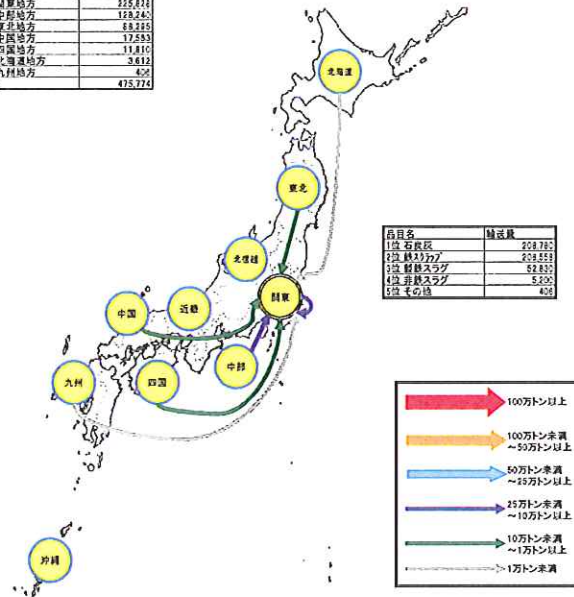 関東地方 225,828
中部地方 128,240
東北地方 88,295
中国地方 17,583
四国地方 11,810
北海道地方 3,612
九州地方 406
475,774
北海道
東北
北信越
関東
中国
近畿
中部
四国
九州
沖縄
品目名 輸送量
1位 石炭灰 208,780
2位 鉄スクラップ 208,558
3位 製鉄スラグ 52,830
4位 非鉄スラグ 5,200
5位 その他 406
100万トン以上
100万トン未満
~50万トン以上
50万トン未満
~25万トン以上
25万トン未満
~10万トン以上
10万トン未満
~1万トン以上
1万トン未満